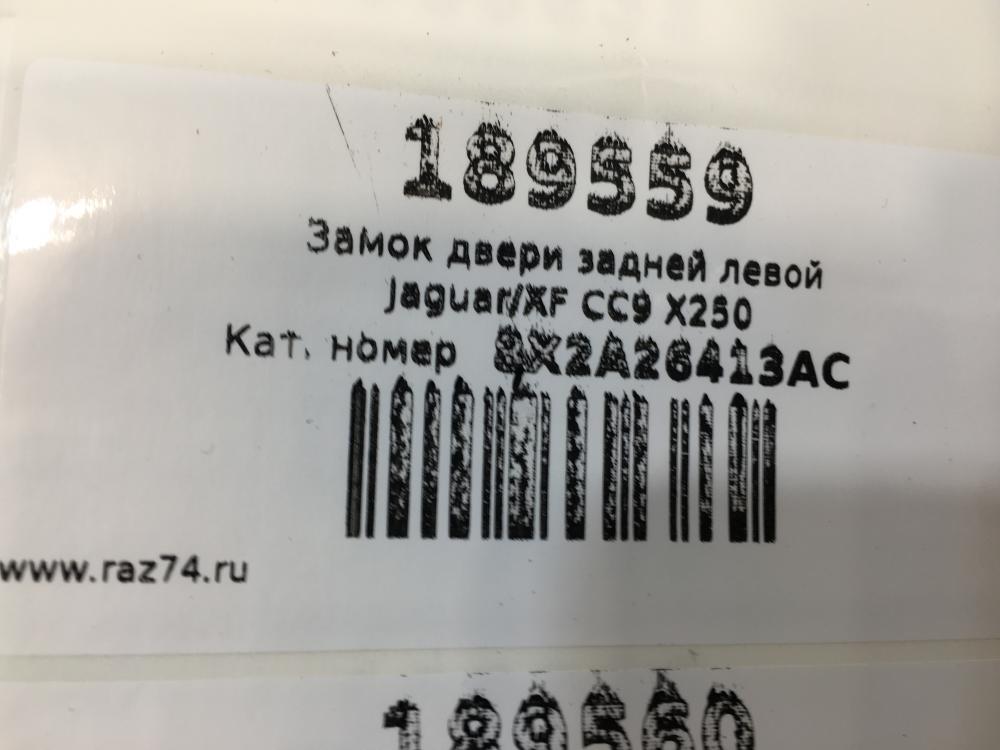 189559
Замок двери задней левой
Jaguar/XF CC9 X250
Кат. номер 8X2A26413AC
www.raz74.ru
189560